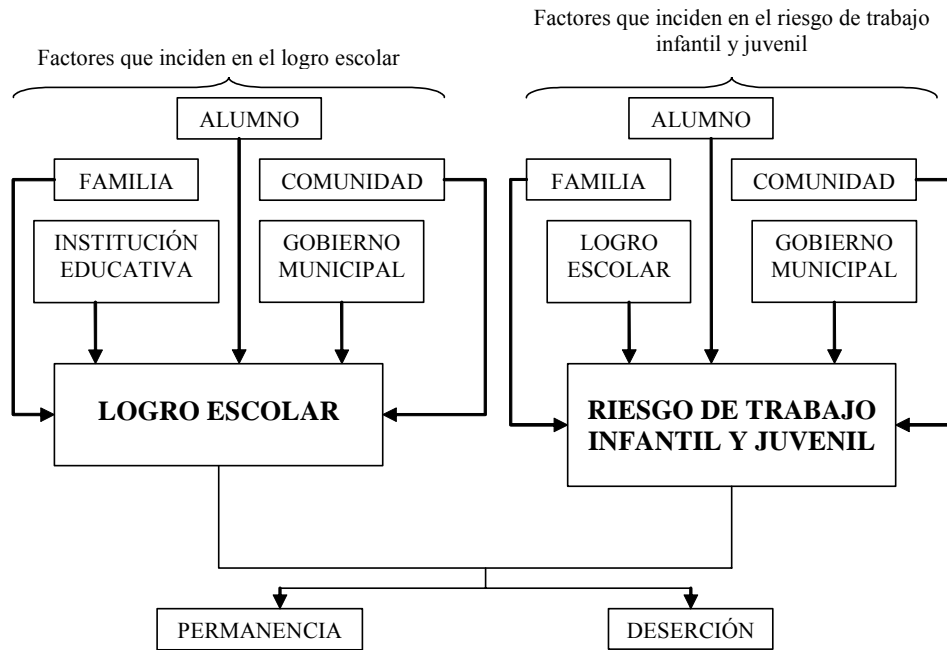 Factores que inciden en el logro escolar
ALUMNO
FAMILIA
COMUNIDAD
INSTITUCIÓN
EDUCATIVA
GOBIERNO
MUNICIPAL
LOGRO ESCOLAR
Factores que inciden en el riesgo de trabajo
infantil y juvenil
ALUMNO
FAMILIA
COMUNIDAD
LOGRO
ESCOLAR
GOBIERNO
MUNICIPAL
RIESGO DE TRABAJO
INFANTIL Y JUVENIL
PERMANENCIA
DESERCIÓN